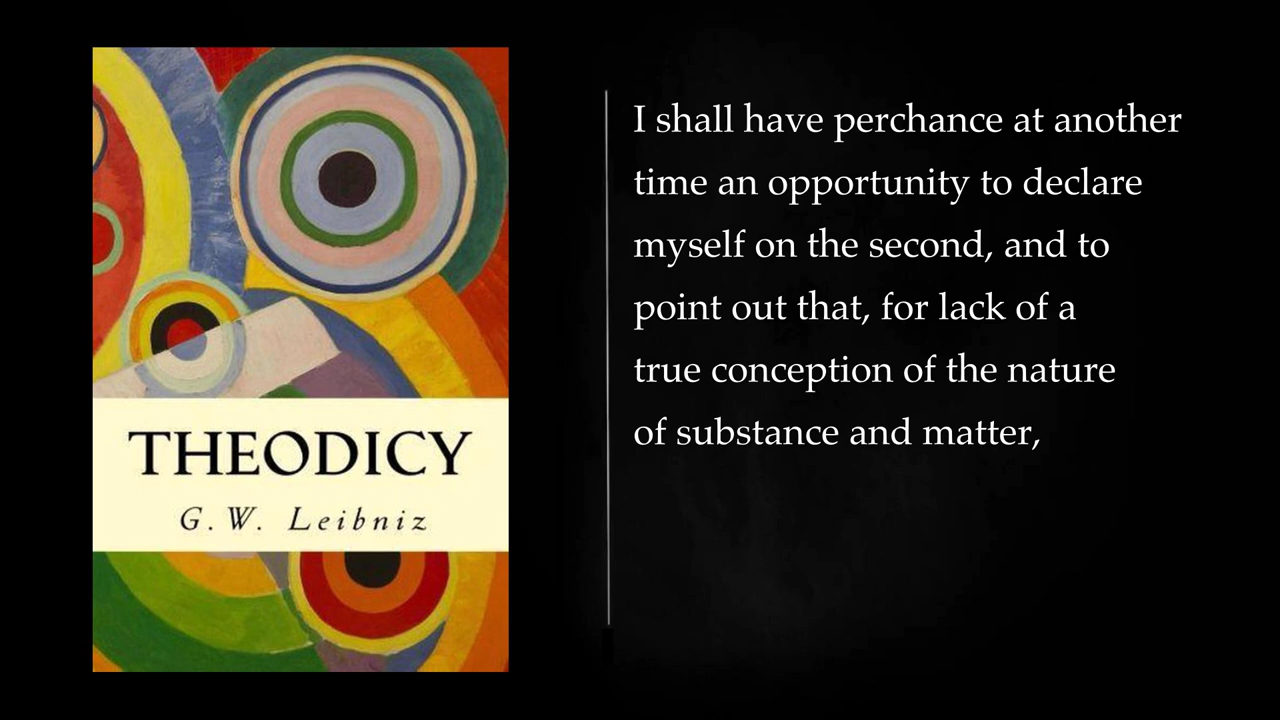 THEODICY
G. W. Leibniz
I shall have perchance at another
time an opportunity to declare
myself on the second, and to
point out that, for lack of a
true conception of the nature
of substance and matter,